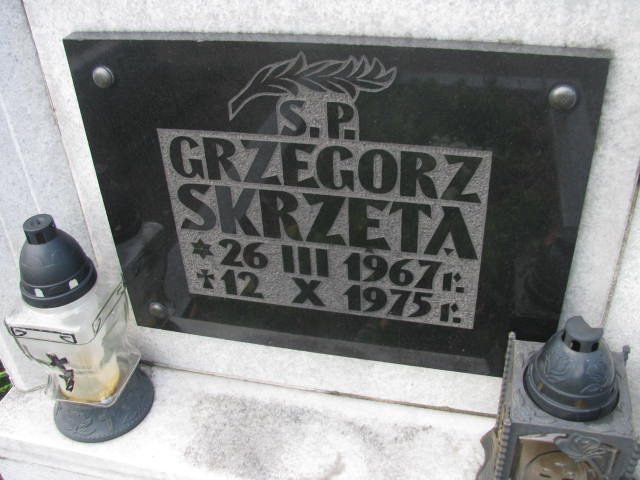 S.P.
GRZEGORZ
SKRZETA
* 26 III 1967 r.
✝ 12 X 1975 r.